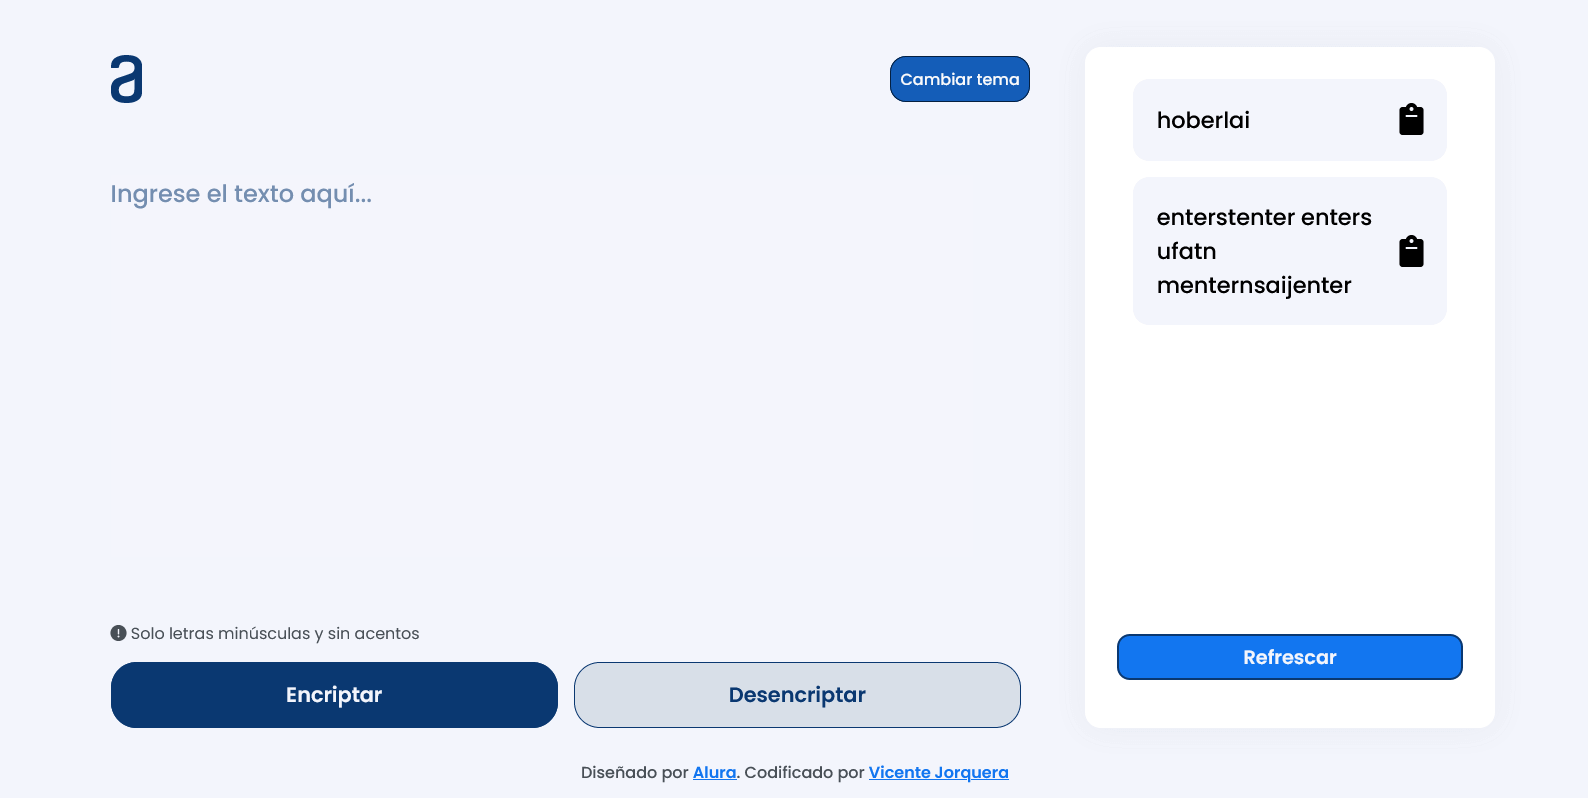 a
Cambiar tema
Ingrese el texto aquí...
Solo letras minúsculas y sin acentos
Encriptar
Desencriptar
hoberlai
enterstenter enters
ufatn
menternsaijenter
Refrescar
Diseñado por Alura. Codificado por Vicente Jorquera